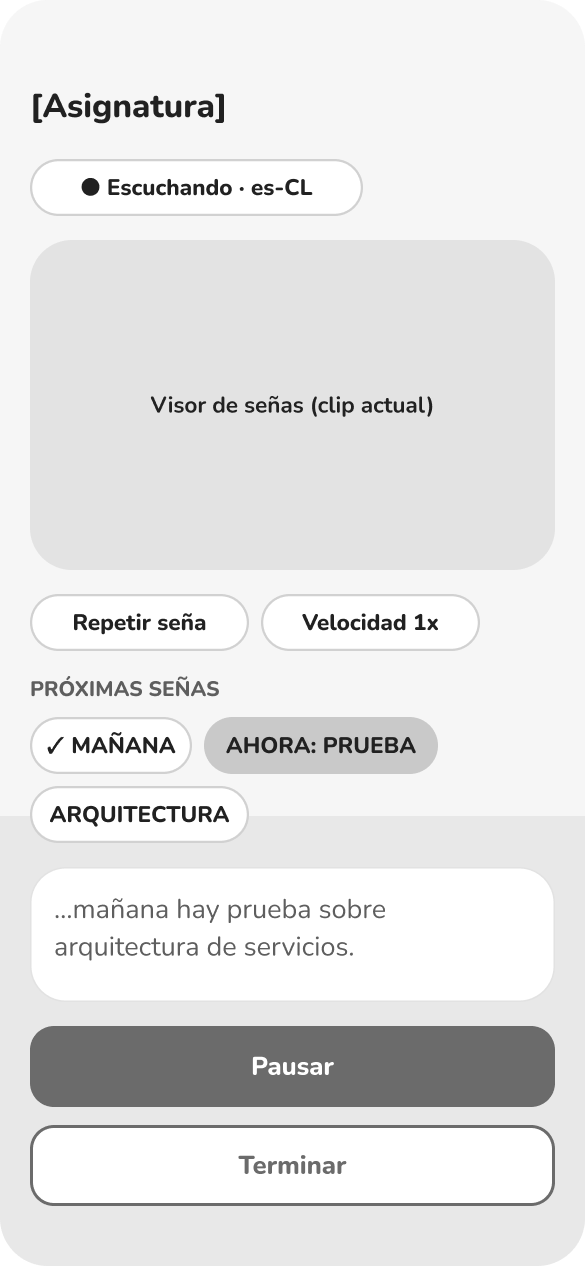 [Asignatura]
● Escuchando · es-CL
Visor de señas (clip actual)
Repetir seña
Velocidad 1x
PRÓXIMAS SEÑAS
✓ MAÑANA
AHORA: PRUEBA
ARQUITECTURA
...mañana hay prueba sobre
arquitectura de servicios.
Pausar
Terminar